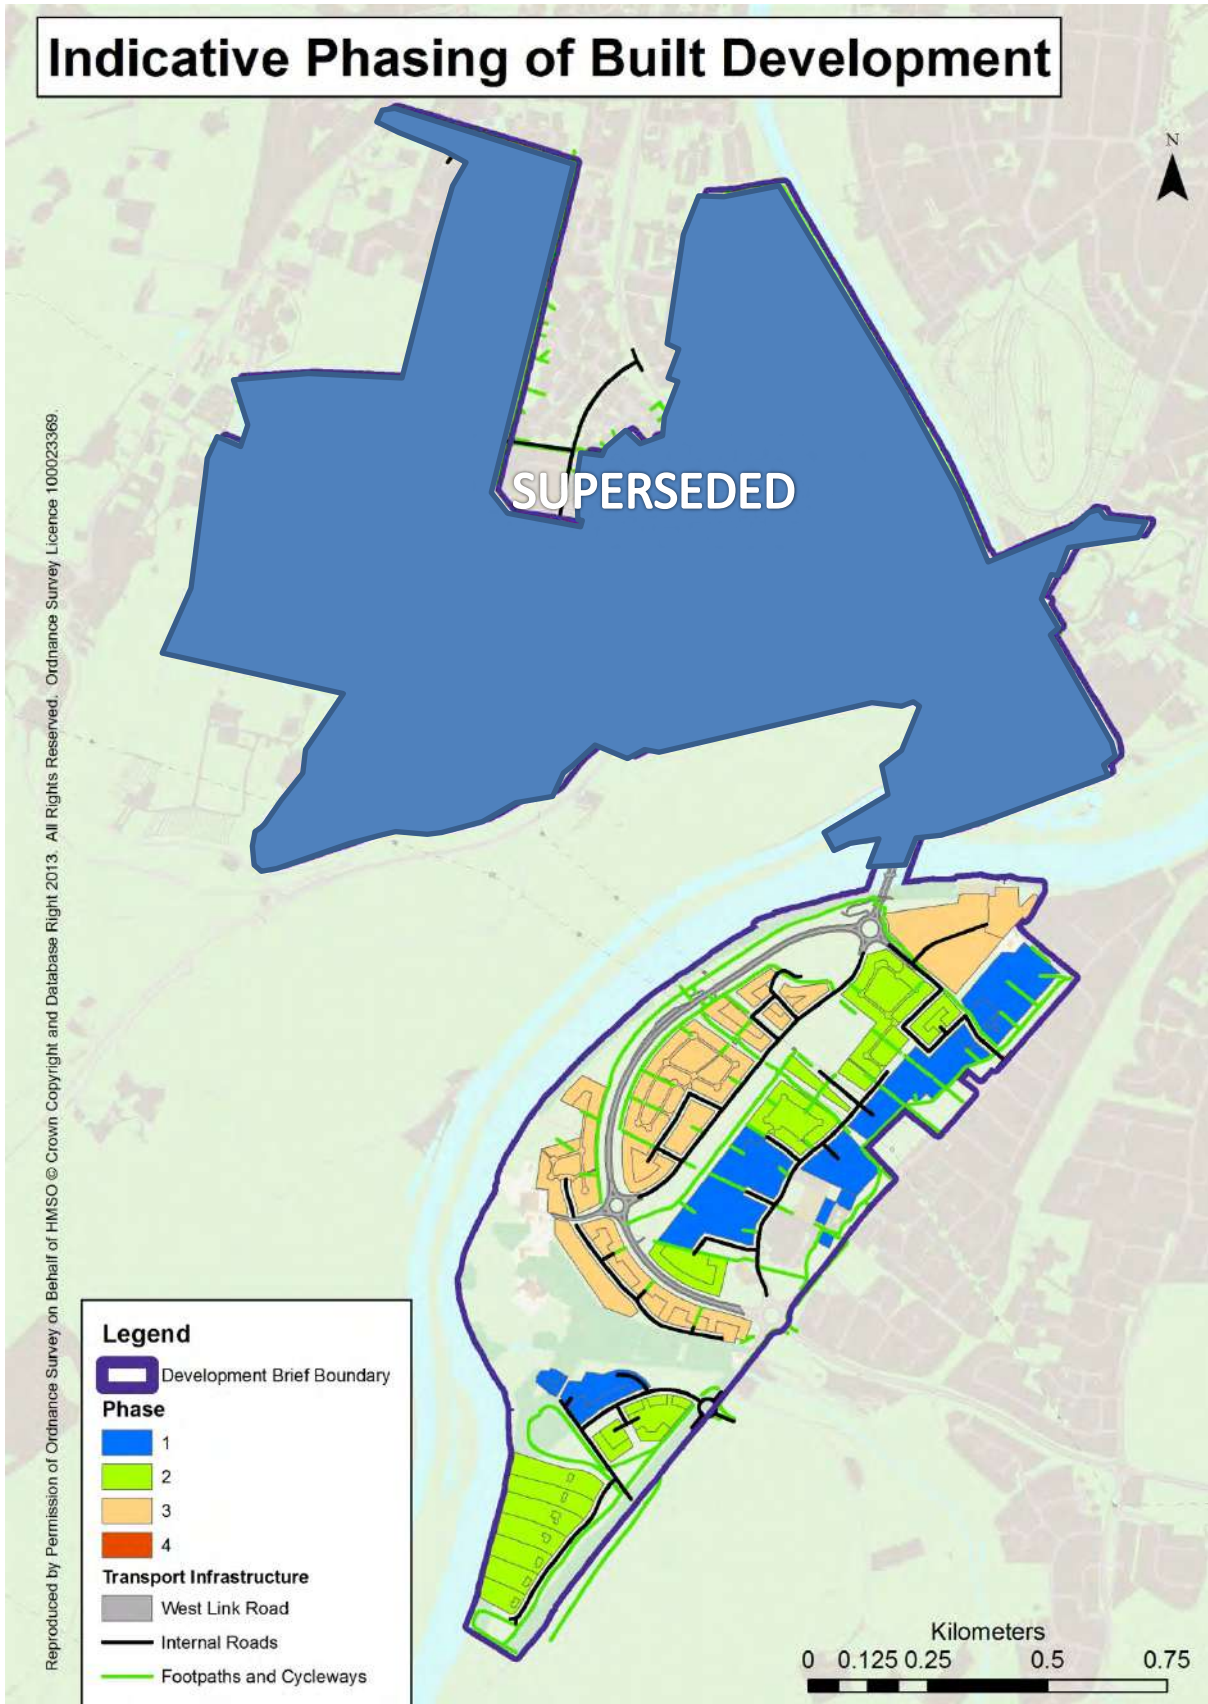 Indicative Phasing of Built Development
N
SUPERSEDED
Reproduced by Permission of Ordnance Survey on Behalf of HMSO © Crown Copyright and Database Right 2013. All Rights Reserved. Ordnance Survey Licence 100023369.
Legend
Development Brief Boundary
Phase
1
2
3
4
Transport Infrastructure
West Link Road
Internal Roads
Footpaths and Cycleways
Kilometers
0 0.125 0.25 0.5 0.75